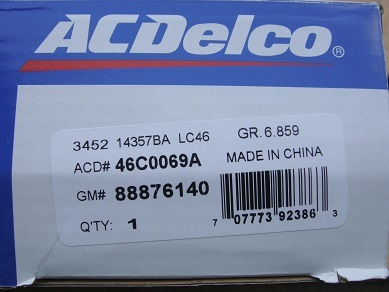 ACDelco®
3452 14357BA LC46 GR.6.859
ACD# 46C0069A MADE IN CHINA
GM# 88876140
Q'TY: 1
7 07773 92386 3